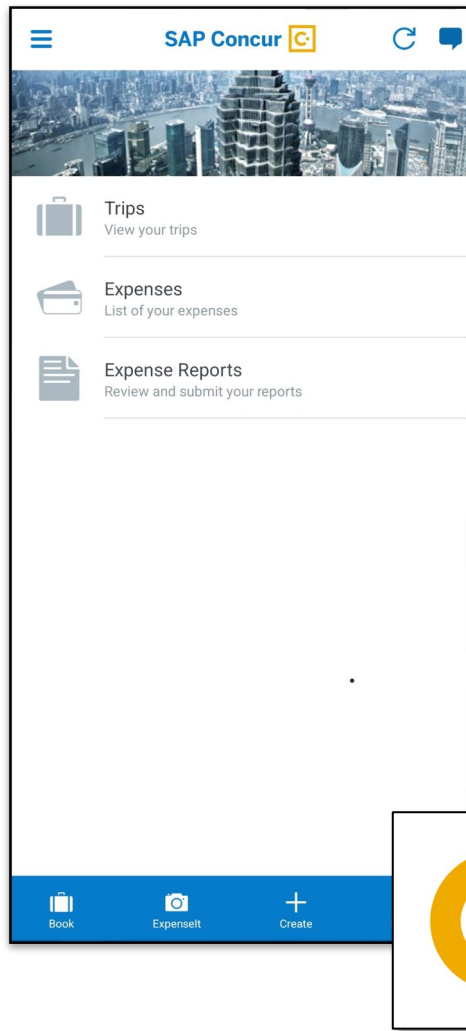 SAP Concur C
Trips
View your trips
Expenses
List of your expenses
Expense Reports
Review and submit your reports
Book
ExpenseIt
Create